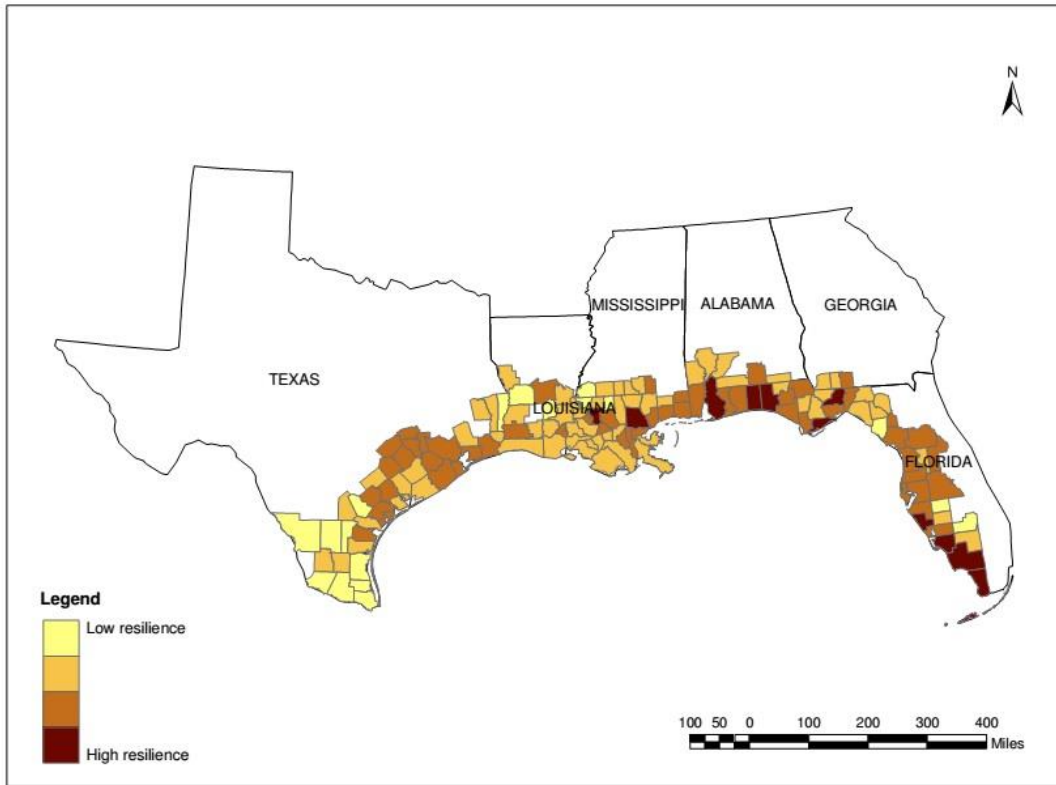 N
MISSISSIPPI
ALABAMA
GEORGIA
TEXAS
LOUISIANA
FLORIDA
Legend
Low resilience
High resilience
100 50 0 100 200 300 400
Miles